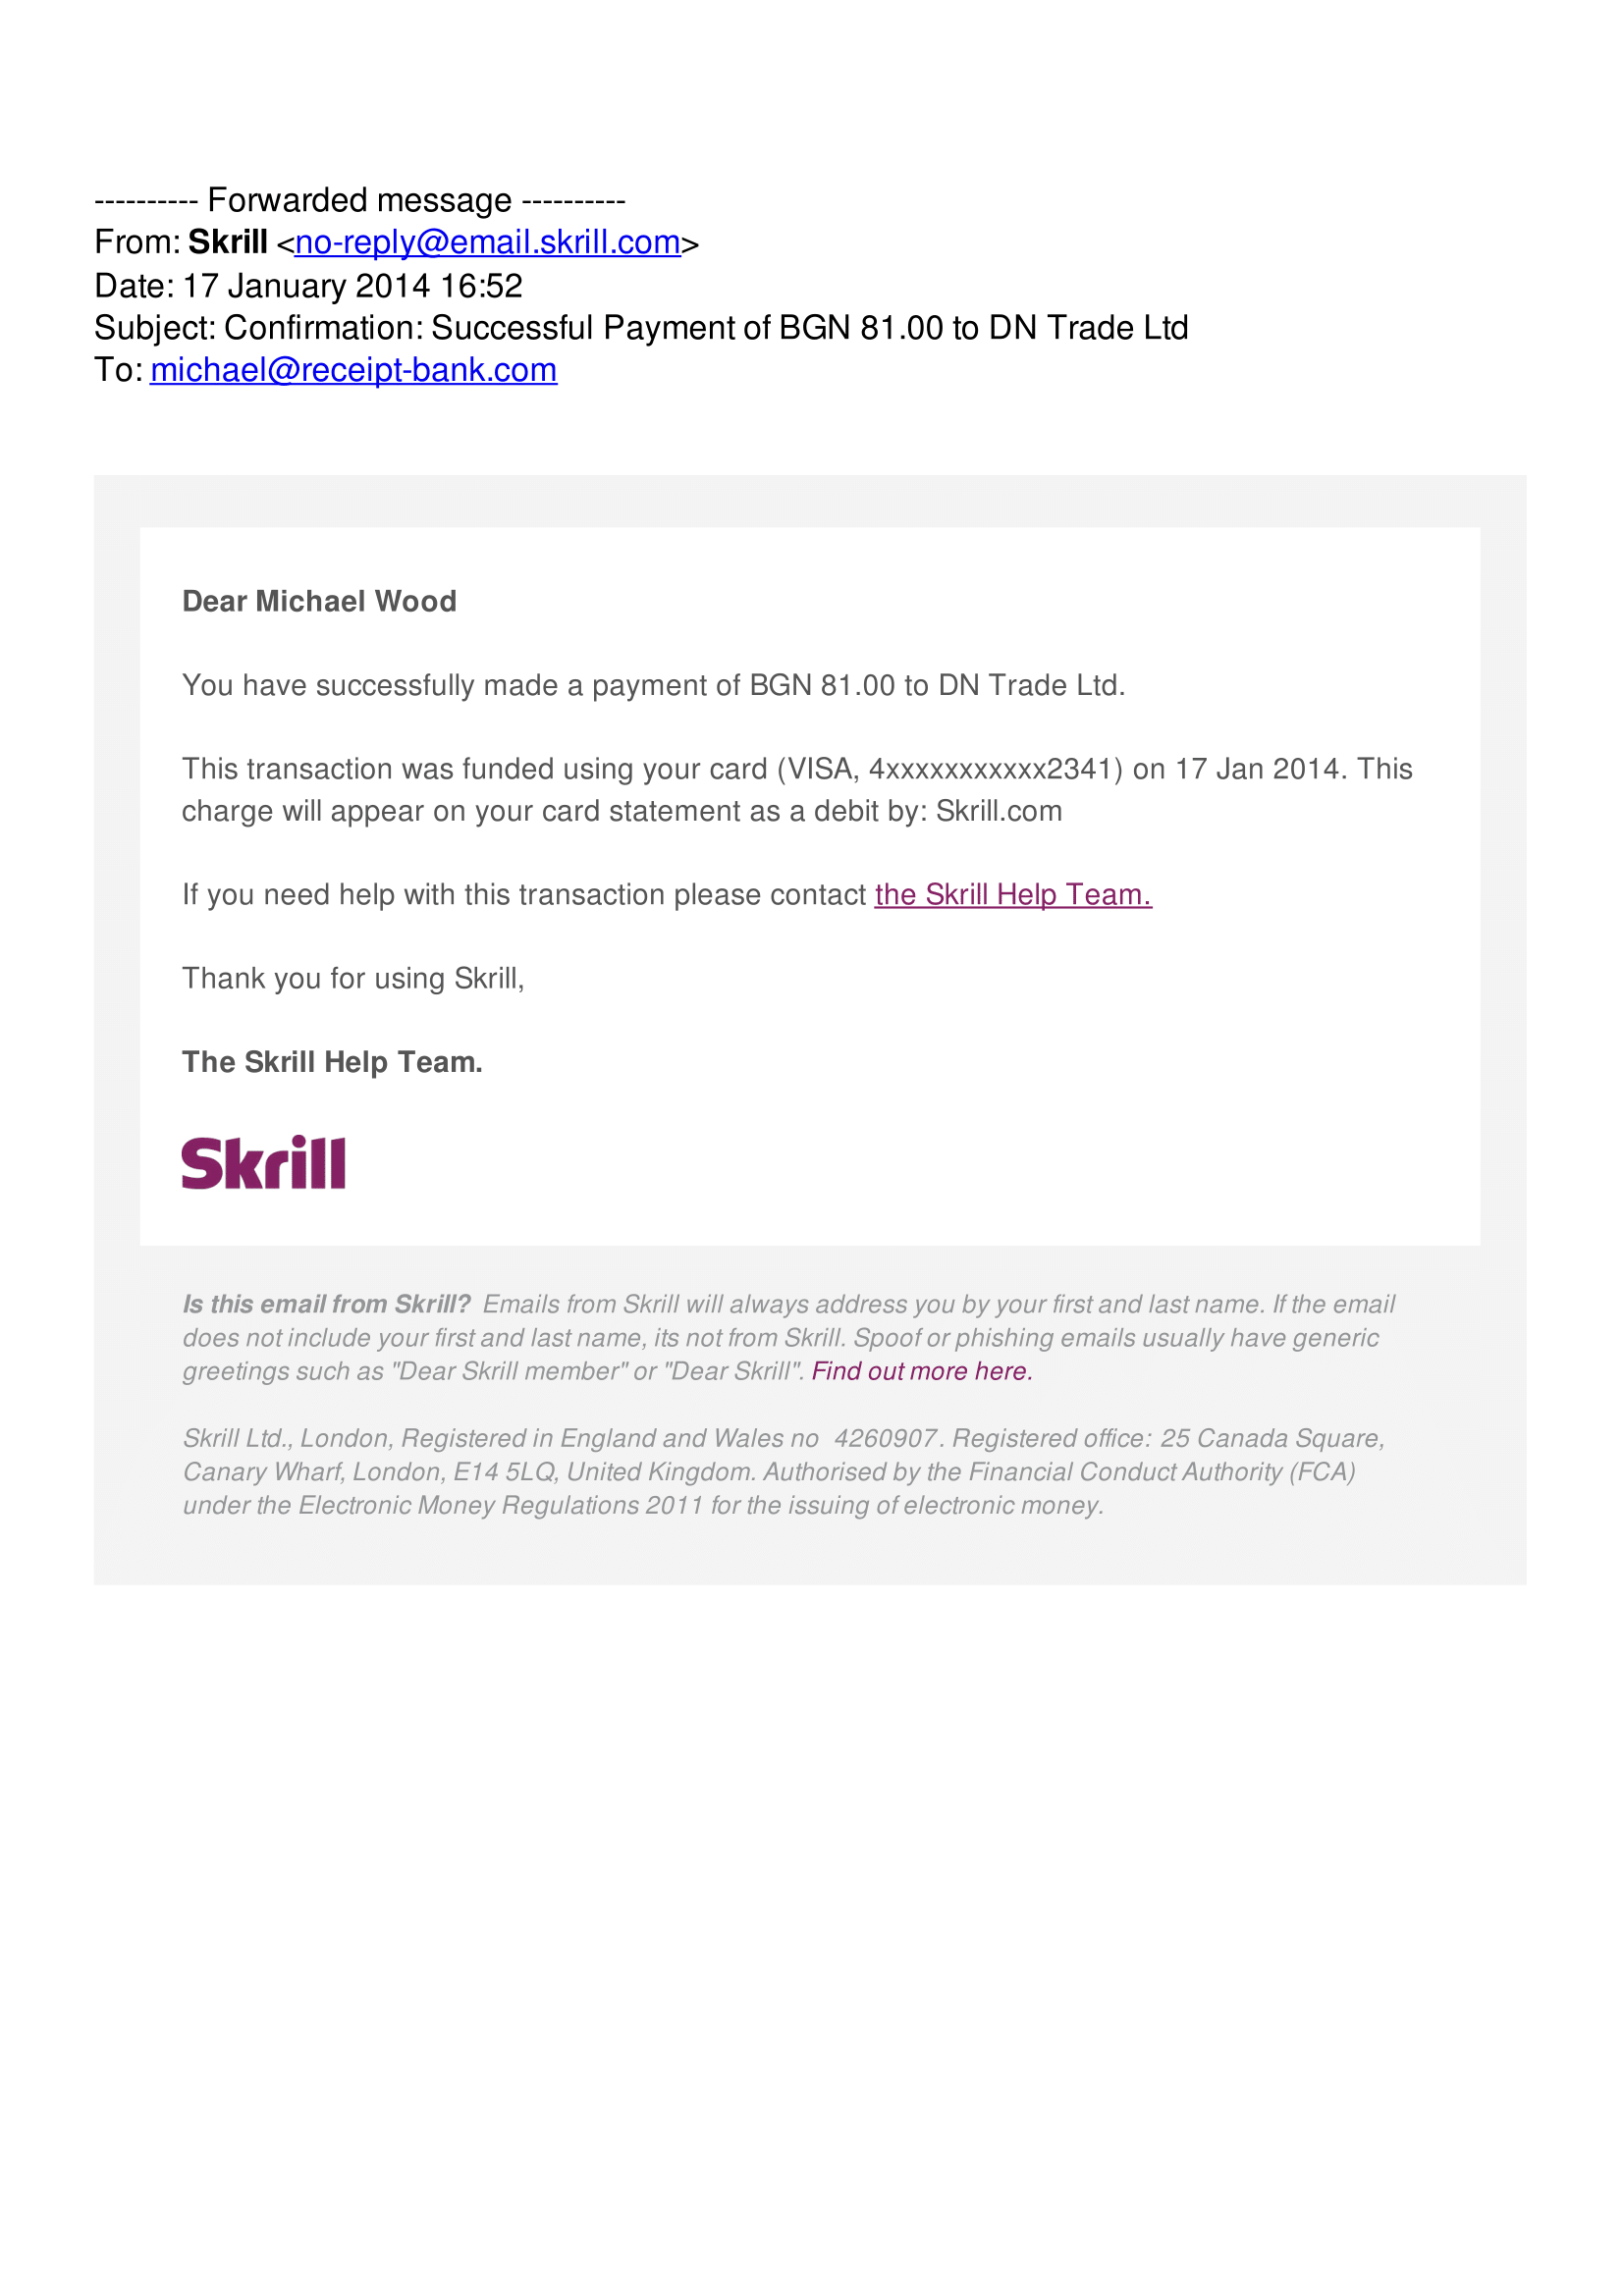 ---------- Forwarded message ----------
From: Skrill <no-reply@email.skrill.com>
Date: 17 January 2014 16:52
Subject: Confirmation: Successful Payment of BGN 81.00 to DN Trade Ltd
To: michael@receipt-bank.com
Dear Michael Wood
You have successfully made a payment of BGN 81.00 to DN Trade Ltd.
This transaction was funded using your card (VISA, 4xxxxxxxxxxx2341) on 17 Jan 2014. This
charge will appear on your card statement as a debit by: Skrill.com
If you need help with this transaction please contact the Skrill Help Team.
Thank you for using Skrill,
The Skrill Help Team.
Skrill
Is this email from Skrill? Emails from Skrill will always address you by your first and last name. If the email
does not include your first and last name, its not from Skrill. Spoof or phishing emails usually have generic
greetings such as "Dear Skrill member" or "Dear Skrill". Find out more here.
Skrill Ltd., London, Registered in England and Wales no 4260907. Registered office: 25 Canada Square,
Canary Wharf, London, E14 5LQ, United Kingdom. Authorised by the Financial Conduct Authority (FCA)
under the Electronic Money Regulations 2011 for the issuing of electronic money.